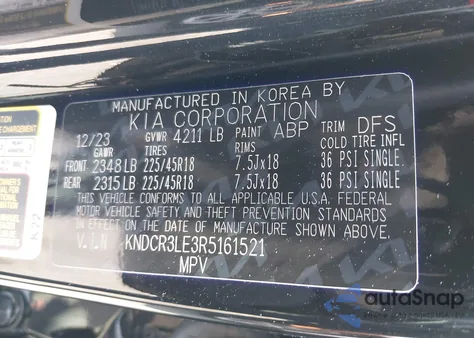 MANUFACTURED IN KOREA BY
KIA CORPORATION
12/23 GVWR 4211 LB PAINT ABP TRIM DFS
GAWR TIRES RIMS COLD TIRE INFL
FRONT 2348 LB 225/45R18 7.5Jx18 36 PSI SINGLE.
REAR 2315 LB 225/45R18 7.5Jx18 36 PSI SINGLE.
THIS VEHICLE CONFORMS TO ALL APPLICABLE U.S.A. FEDERAL
MOTOR VEHICLE SAFETY AND THEFT PREVENTION STANDARDS IN
EFFECT ON THE DATE OF MANUFACTURE SHOWN ABOVE.
V.I.N KNDCR3LE3R5161521
MPV
autoSnap